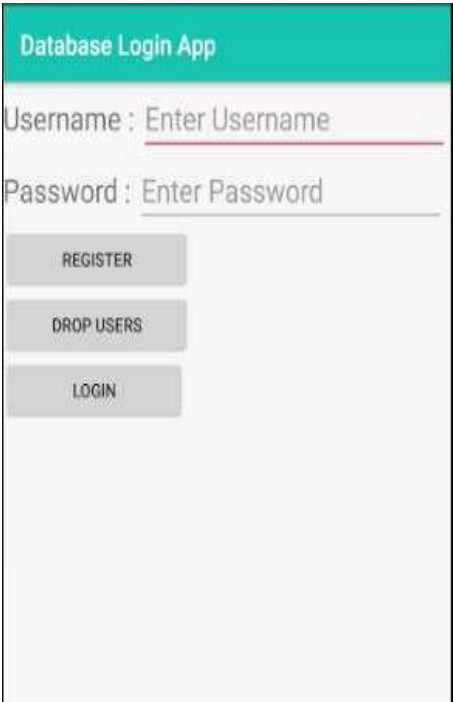 Database Login App
Username : Enter Username
Password : Enter Password
REGISTER
DROP USERS
LOGIN